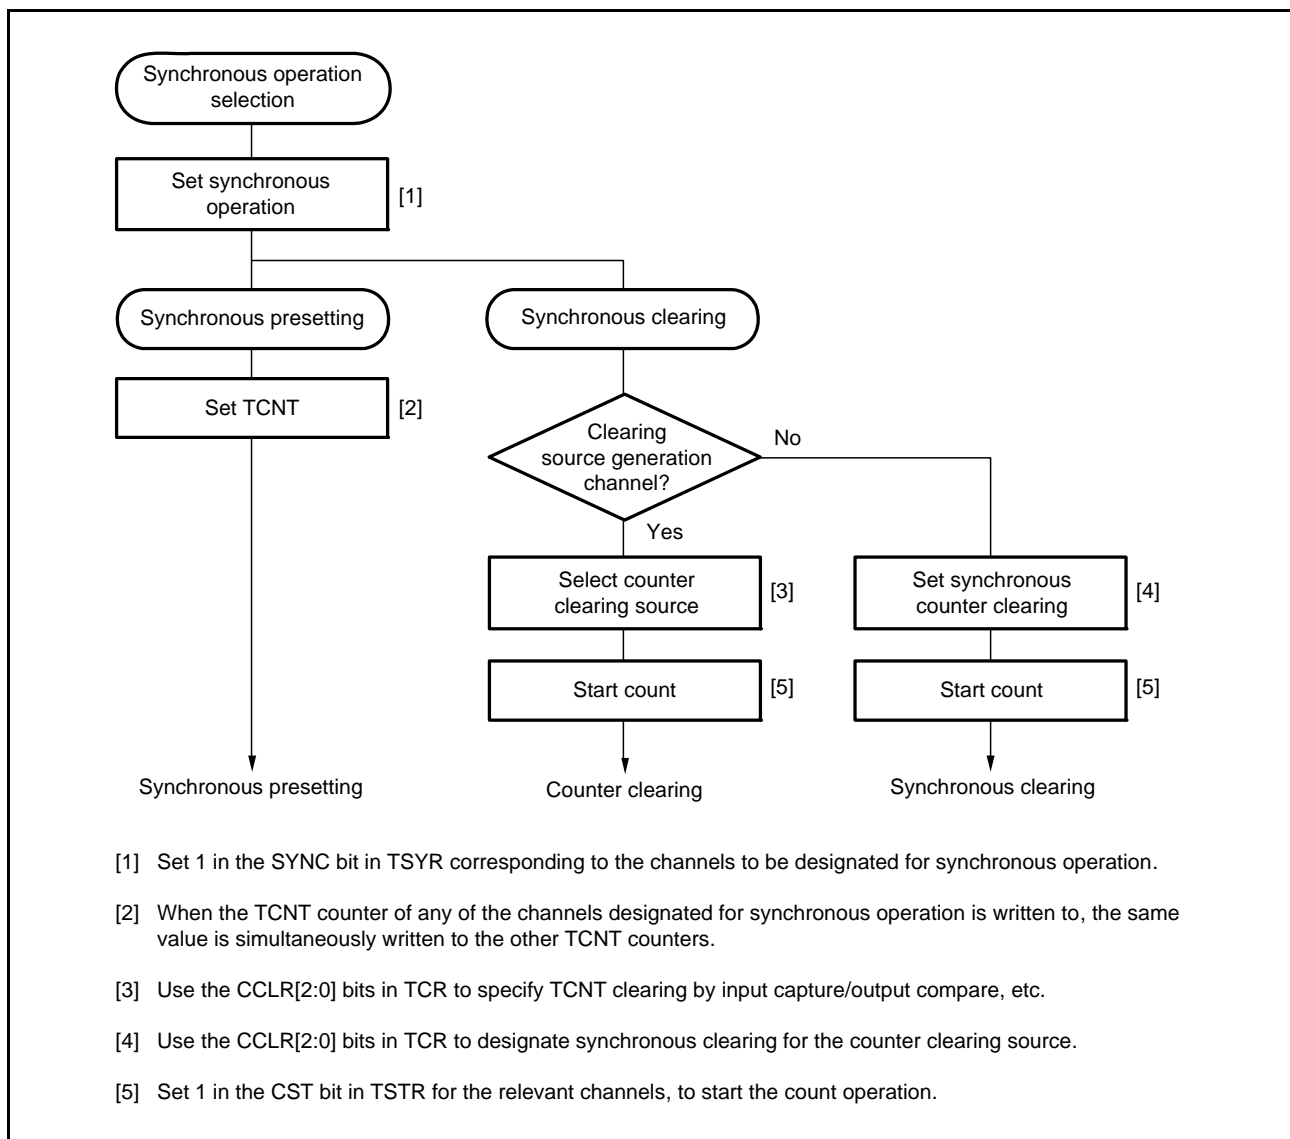 Synchronous operation
selection
Set synchronous
operation
[1]
Synchronous presetting
Synchronous clearing
Set TCNT
[2]
Clearing
source generation
channel?
No
Yes
Select counter
clearing source
[3]
Set synchronous
counter clearing
[4]
Start count
[5]
Start count
[5]
Synchronous presetting
Counter clearing
Synchronous clearing
[1] Set 1 in the SYNC bit in TSYR corresponding to the channels to be designated for synchronous operation.
[2] When the TCNT counter of any of the channels designated for synchronous operation is written to, the same
value is simultaneously written to the other TCNT counters.
[3] Use the CCLR[2:0] bits in TCR to specify TCNT clearing by input capture/output compare, etc.
[4] Use the CCLR[2:0] bits in TCR to designate synchronous clearing for the counter clearing source.
[5] Set 1 in the CST bit in TSTR for the relevant channels, to start the count operation.